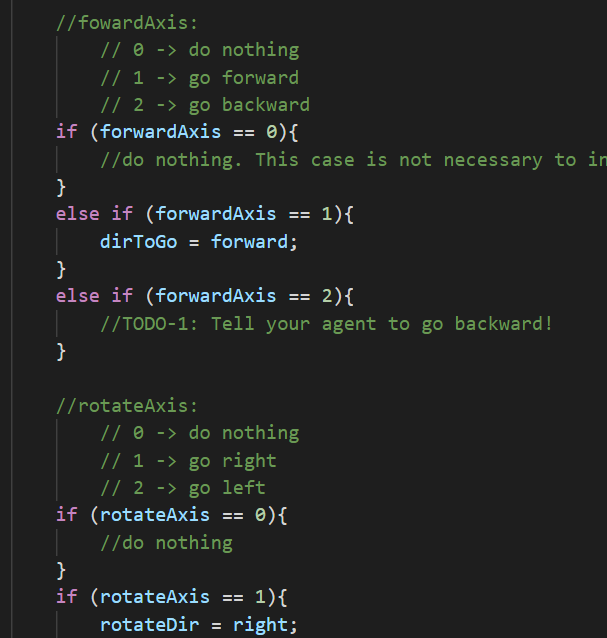 //fowardAxis:
// 0 -> do nothing
// 1 -> go forward
// 2 -> go backward
if (forwardAxis == 0){
//do nothing. This case is not necessary to in
}
else if (forwardAxis == 1){
dirToGo = forward;
}
else if (forwardAxis == 2){
//TODO-1: Tell your agent to go backward!
}
//rotateAxis:
// 0 -> do nothing
// 1 -> go right
// 2 -> go left
if (rotateAxis == 0){
//do nothing
}
if (rotateAxis == 1){
rotateDir = right;